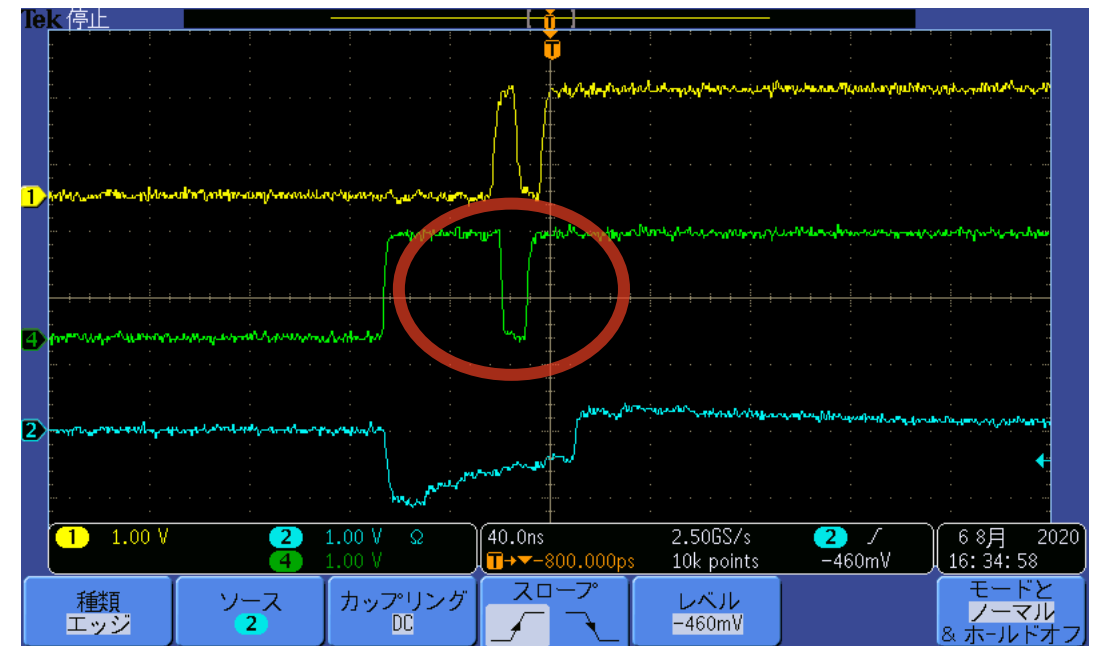 Tek 停止
[ T ]
T
1
4
2
1 1.00 V 2 1.00 V Ω
4 1.00 V
40.0ns 2.50GS/s 2
T→▼-800.000ps 10k points -460mV
6 8月 2020
16:34:58
種類
エッジ
ソース
2
カップリング
DC
スロープ
レベル
-460mV
モードと
ノーマル
& ホールドオフ